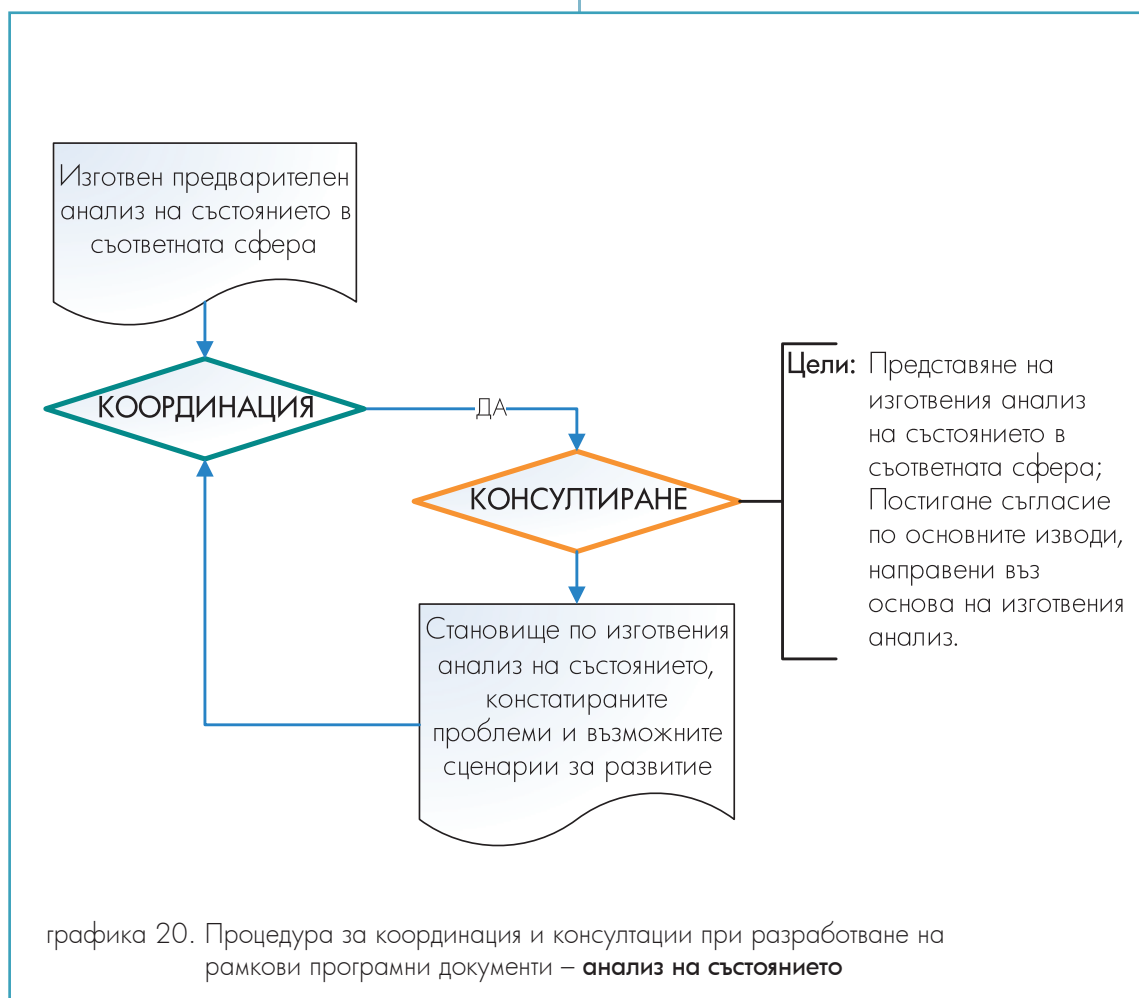 Изготвен предварителен
анализ на състоянието в
съответната сфера
КООРДИНАЦИЯ
ДА
КОНСУЛТИРАНЕ
Цели: Представяне на
изготвения анализ
на състоянието в
съответната сфера;
Постигане съгласие
по основните изводи,
направени въз
основа на изготвения
анализ.
Становище по изготвения
анализ на състоянието,
констатираните
проблеми и възможните
сценарии за развитие
графика 20. Процедура за координация и консултации при разработване на
рамкови програмни документи – анализ на състоянието